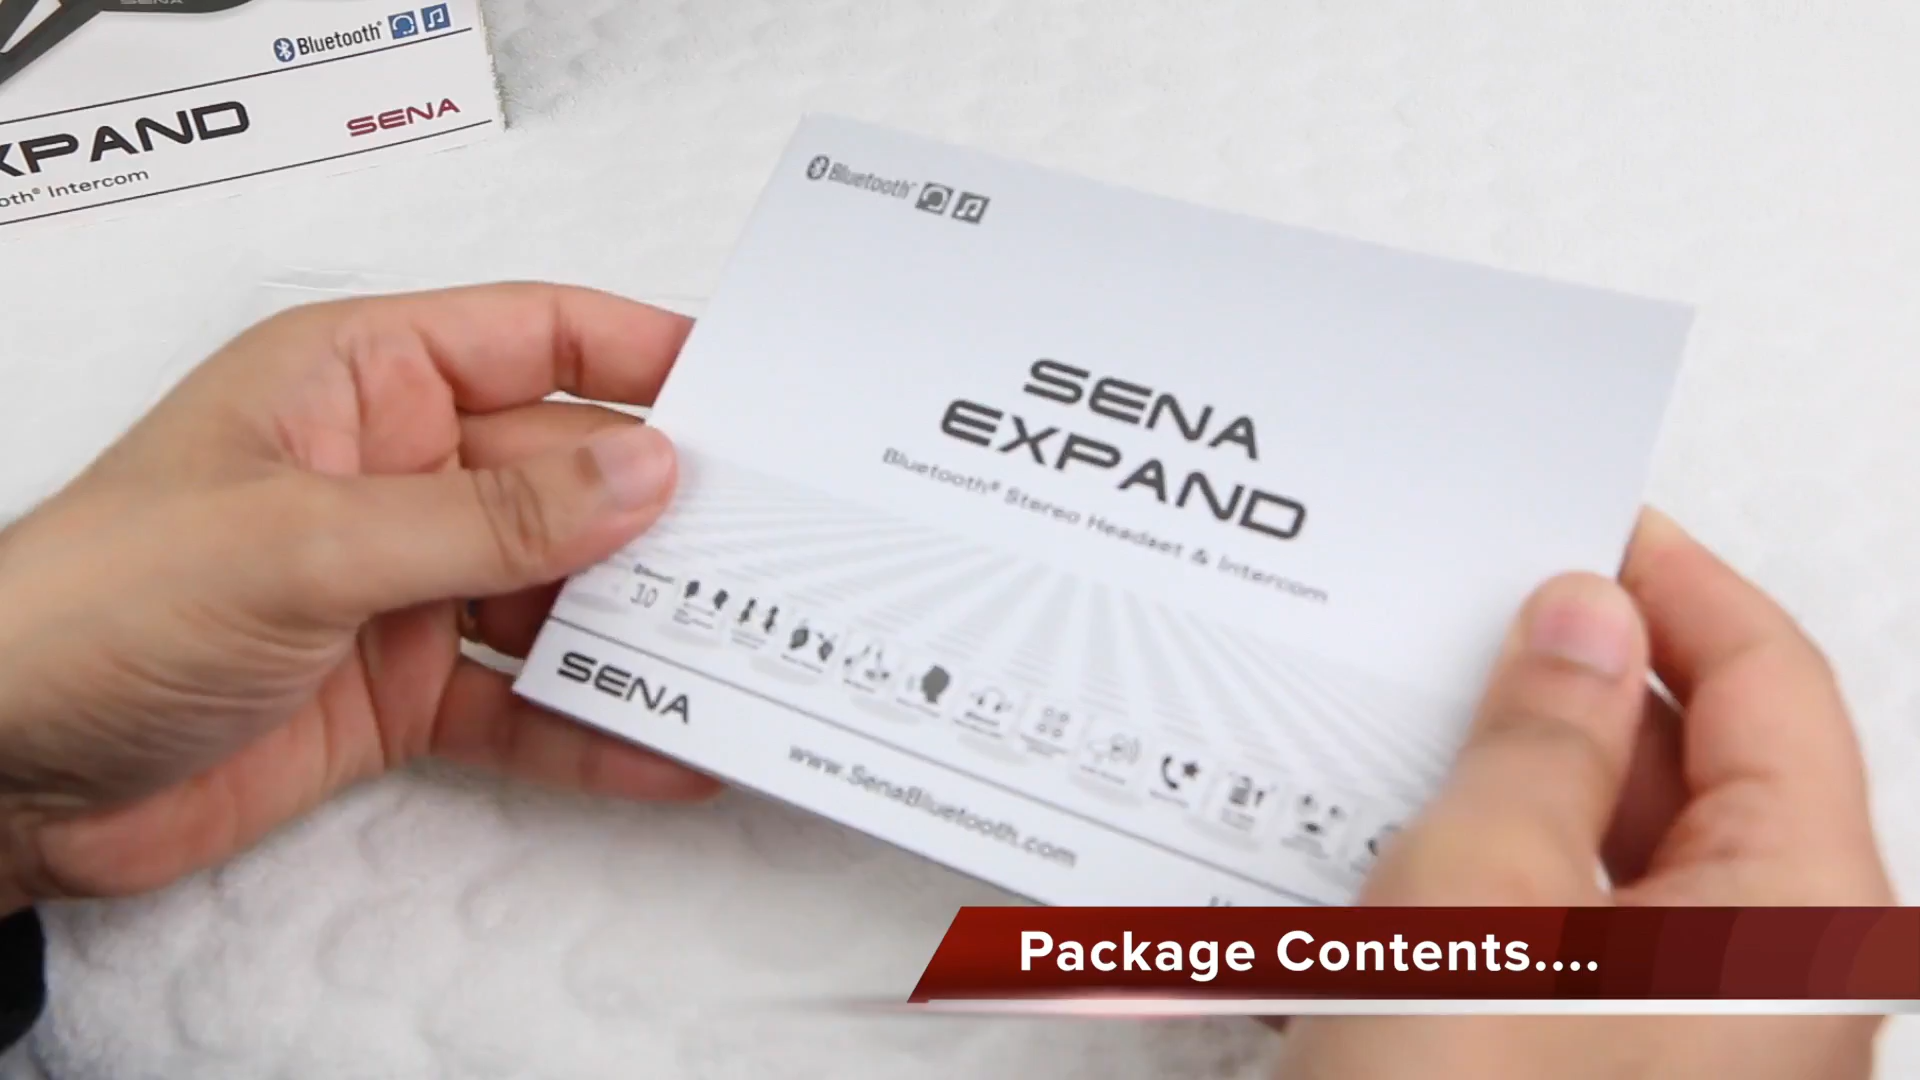 SENA
Bluetooth®
XPAND
SENA
oth® Intercom
Bluetooth®
SENA
EXPAND
Bluetooth® Stereo Headset & Intercom
3.0
SENA
www.SenaBluetooth.com
Package Contents....